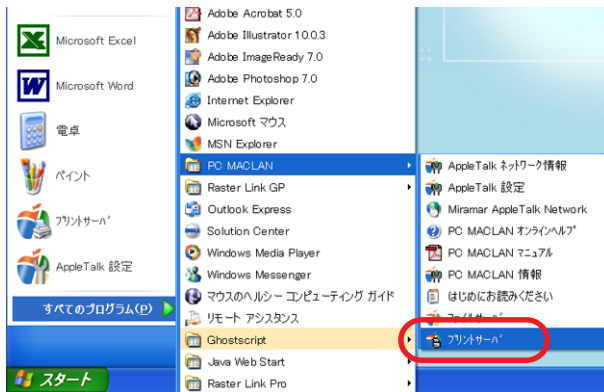 Microsoft Excel
Microsoft Word
電卓
ペイント
プリントサーバ
AppleTalk 設定
すべてのプログラム(P)
スタート
Adobe Acrobat 5.0
Adobe Illustrator 10.0.3
Adobe ImageReady 7.0
Adobe Photoshop 7.0
Internet Explorer
Microsoft マウス
MSN Explorer
PC MACLAN
Raster Link GP
Outlook Express
Solution Center
Windows Media Player
Windows Messenger
マウスのヘルシー コンピューティング ガイド
リモート アシスタンス
Ghostscript
Java Web Start
Raster Link Pro
AppleTalk ネットワーク情報
AppleTalk 設定
Miramar AppleTalk Network
PC MACLAN オンラインヘルプ
PC MACLAN マニュアル
PC MACLAN 情報
はじめにお読みください
ファイルサーバ
プリントサーバ